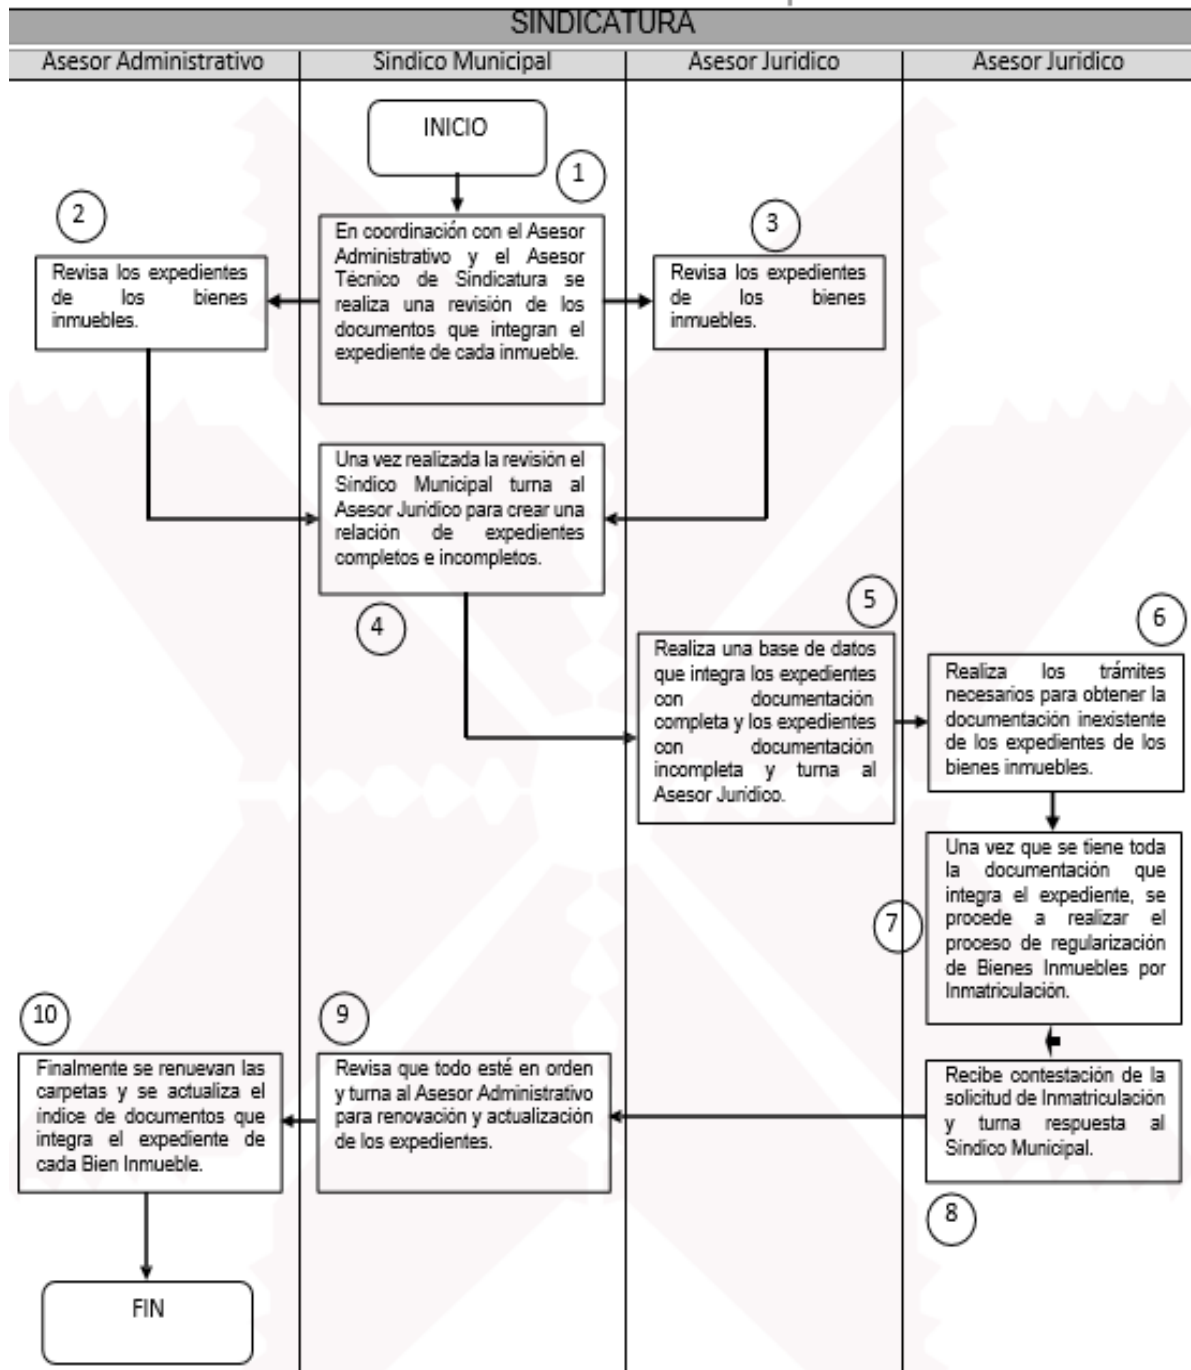 SINDICATURA
Asesor Administrativo
Sindico Municipal
Asesor Juridico
Asesor Juridico
INICIO
1
En coordinación con el Asesor
Administrativo y el Asesor
Técnico de Sindicatura se
realiza una revisión de los
documentos que integran el
expediente de cada inmueble.
2
Revisa los expedientes
de los bienes
inmuebles.
3
Revisa los expedientes
de los bienes
inmuebles.
Una vez realizada la revisión el
Síndico Municipal turna al
Asesor Jurídico para crear una
relación de expedientes
completos e incompletos.
4
5
Realiza una base de datos
que integra los expedientes
con documentación
completa y los expedientes
con documentación
incompleta y turna al
Asesor Jurídico.
6
Realiza los trámites
necesarios para obtener la
documentación inexistente
de los expedientes de los
bienes inmuebles.
7
Una vez que se tiene toda
la documentación que
integra el expediente, se
procede a realizar el
proceso de regularización
de Bienes Inmuebles por
Inmatriculación.
Recibe contestación de la
solicitud de Inmatriculación
y turna respuesta al
Síndico Municipal.
8
9
Revisa que todo esté en orden
y turna al Asesor Administrativo
para renovación y actualización
de los expedientes.
10
Finalmente se renuevan las
carpetas y se actualiza el
índice de documentos que
integra el expediente de
cada Bien Inmueble.
FIN